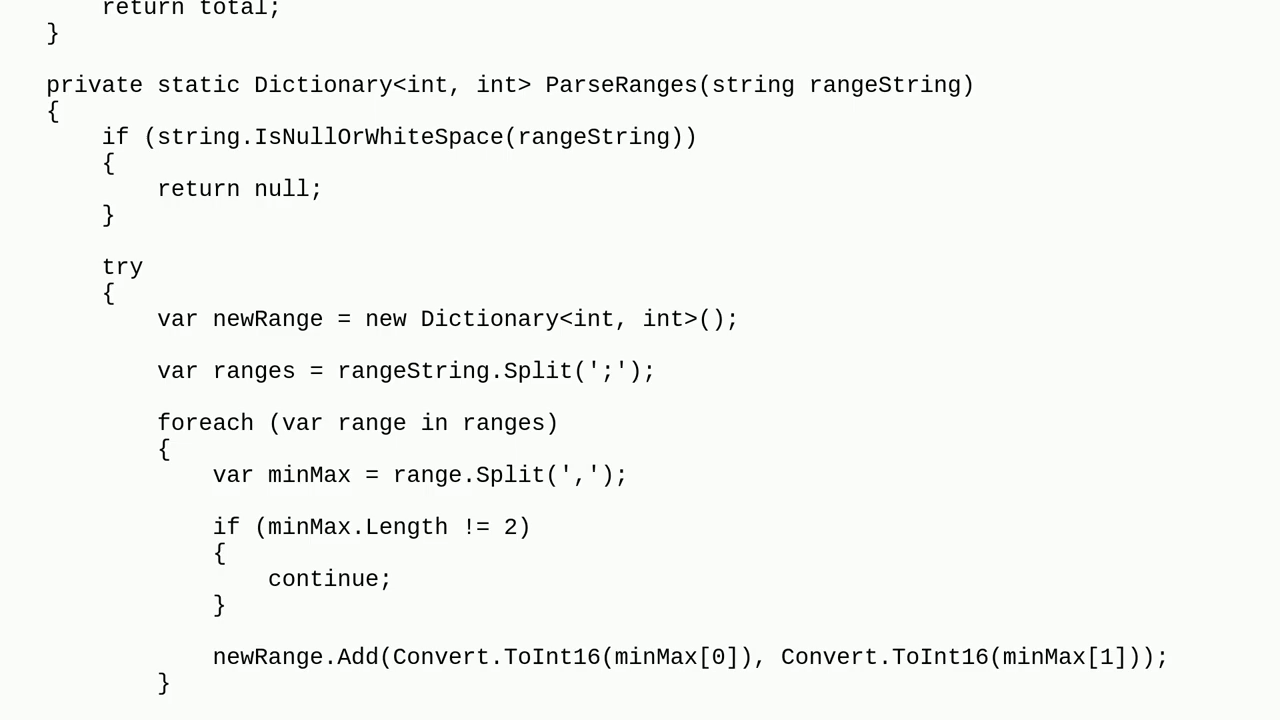 return total;
}
private static Dictionary<int, int> ParseRanges(string rangeString)
{
if (string.IsNullOrWhiteSpace(rangeString))
{
return null;
}
try
{
var newRange = new Dictionary<int, int>();
var ranges = rangeString.Split(';');
foreach (var range in ranges)
{
var minMax = range.Split(',');
if (minMax.Length != 2)
{
continue;
}
newRange.Add(Convert.ToInt16(minMax[0]), Convert.ToInt16(minMax[1]));
}